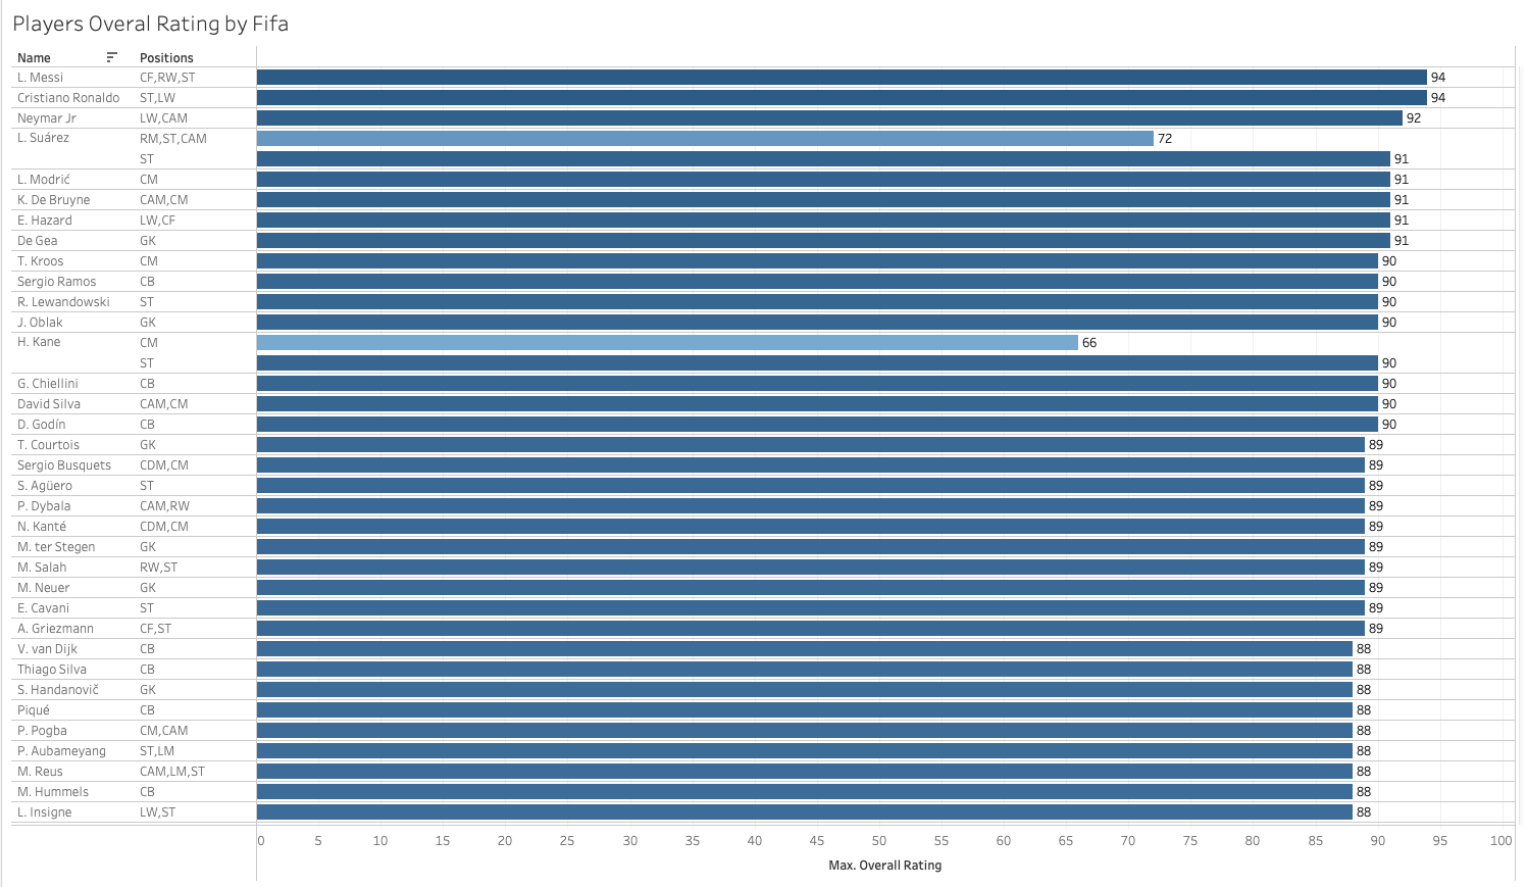 Players Overal Rating by Fifa
Name Positions
L. Messi CF,RW,ST 94
Cristiano Ronaldo ST,LW 94
Neymar Jr LW,CAM 92
L. Suárez RM,ST,CAM 72
ST 91
L. Modrić CM 91
K. De Bruyne CAM,CM 91
E. Hazard LW,CF 91
De Gea GK 91
T. Kroos CM 90
Sergio Ramos CB 90
R. Lewandowski ST 90
J. Oblak GK 90
H. Kane CM 66
ST 90
G. Chiellini CB 90
David Silva CAM,CM 90
D. Godín CB 90
T. Courtois GK 89
Sergio Busquets CDM,CM 89
S. Agüero ST 89
P. Dybala CAM,RW 89
N. Kanté CDM,CM 89
M. ter Stegen GK 89
M. Salah RW,ST 89
M. Neuer GK 89
E. Cavani ST 89
A. Griezmann CF,ST 89
V. van Dijk CB 88
Thiago Silva CB 88
S. Handanovič GK 88
Piqué CB 88
P. Pogba CM,CAM 88
P. Aubameyang ST,LM 88
M. Reus CAM,LM,ST 88
M. Hummels CB 88
L. Insigne LW,ST 88
0 5 10 15 20 25 30 35 40 45 50 55 60 65 70 75 80 85 90 95 100
Max. Overall Rating